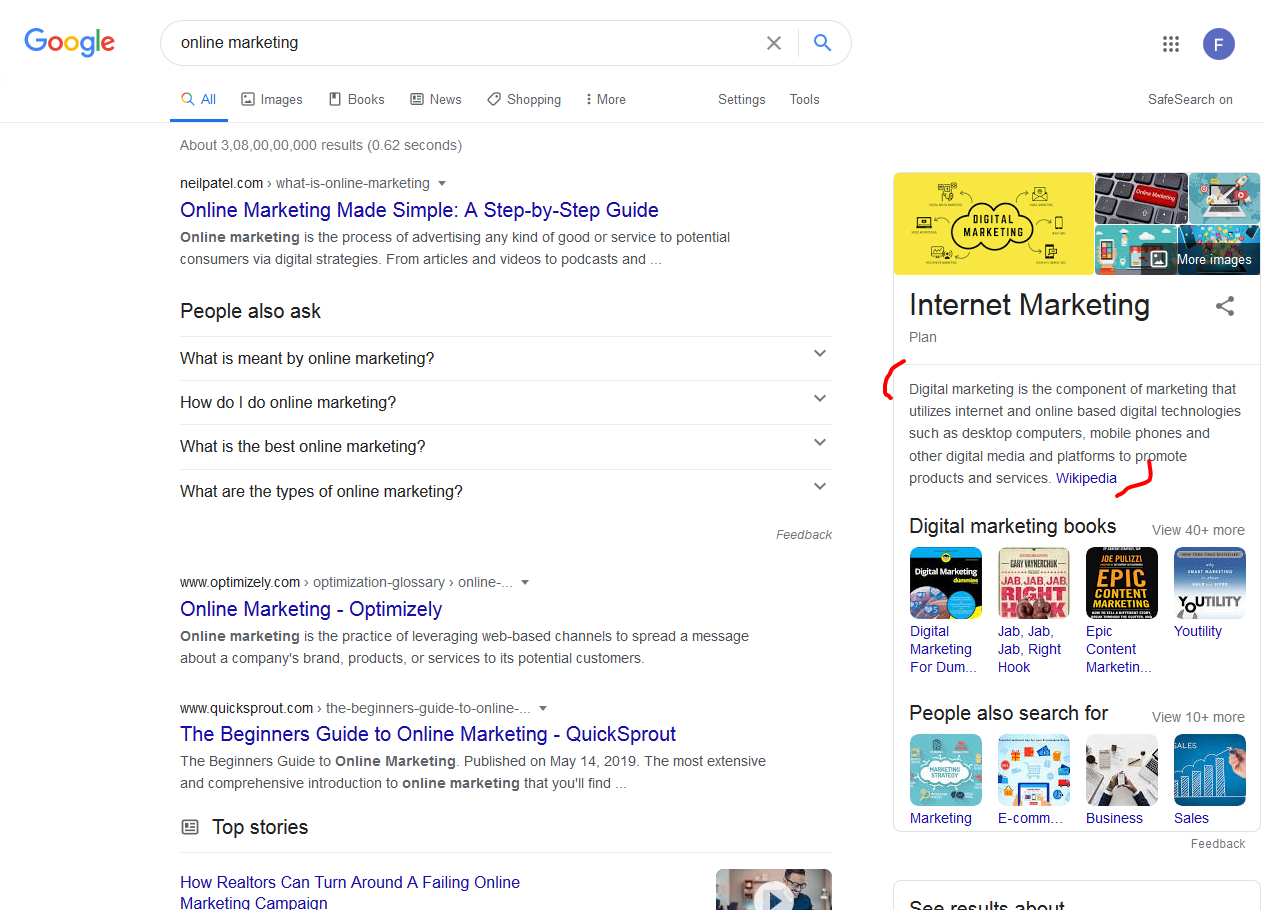 Google
online marketing
F
All
Images
Books
News
Shopping
More
Settings
Tools
SafeSearch on
About 3,08,00,00,000 results (0.62 seconds)
neilpatel.com › what-is-online-marketing
Online Marketing Made Simple: A Step-by-Step Guide
Online marketing is the process of advertising any kind of good or service to potential
consumers via digital strategies. From articles and videos to podcasts and ...
People also ask
What is meant by online marketing?
How do I do online marketing?
What is the best online marketing?
What are the types of online marketing?
Feedback
www.optimizely.com › optimization-glossary › online-...
Online Marketing - Optimizely
Online marketing is the practice of leveraging web-based channels to spread a message
about a company's brand, products, or services to its potential customers.
www.quicksprout.com › the-beginners-guide-to-online-...
The Beginners Guide to Online Marketing - QuickSprout
The Beginners Guide to Online Marketing. Published on May 14, 2019. The most extensive
and comprehensive introduction to online marketing that you'll find ...
Top stories
How Realtors Can Turn Around A Failing Online
Marketing Campaign
DIGITAL
MARKETING
Online Marketing
More images
Internet Marketing
Plan
Digital marketing is the component of marketing that
utilizes internet and online based digital technologies
such as desktop computers, mobile phones and
other digital media and platforms to promote
products and services. Wikipedia
Digital marketing books
View 40+ more
Digital Marketing
dummies
GARY VAYNERCHUK
JAB, JAB, JAB,
RIGHT
HOOK
JOE PULIZZI
EPIC
CONTENT
MARKETING
YOUTILITY
Digital
Marketing
For Dum...
Jab, Jab,
Jab, Right
Hook
Epic
Content
Marketin...
Youtility
People also search for
View 10+ more
MARKETING
STRATEGY
SALES
Marketing
E-comm...
Business
Sales
Feedback
See results about